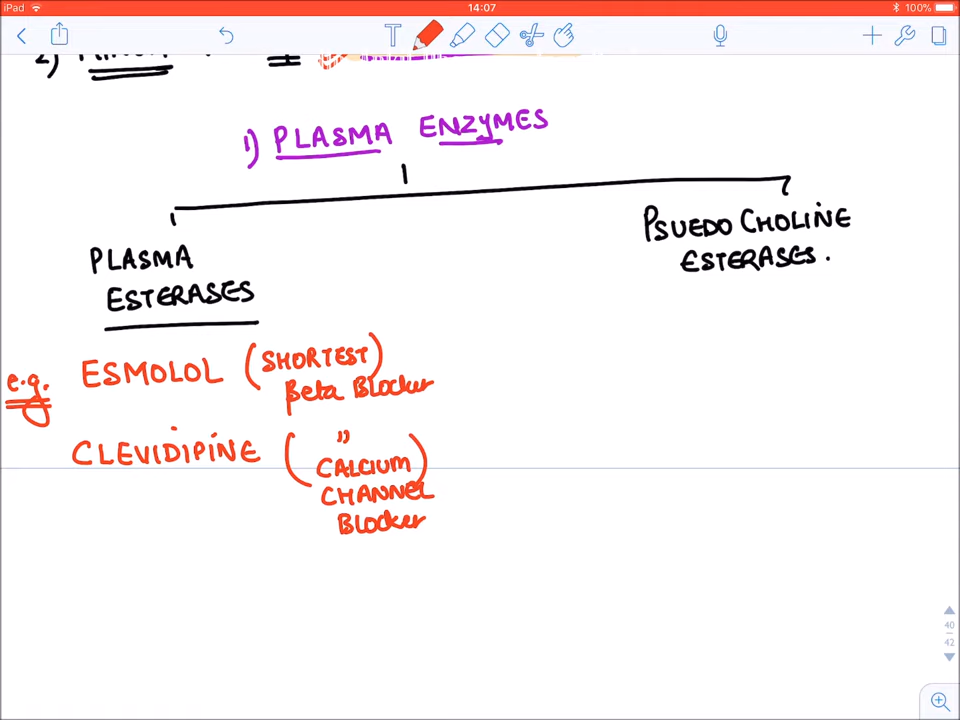 iPad 14:07 100%
T
2)
1) PLASMA ENZYMES
PLASMA
ESTERASES
PSUEDO CHOLINE
ESTERASES.
e.g. ESMOLOL (SHORTEST)
Beta Blocker
CLEVIDIPINE ( "
CALCIUM )
CHANNEL
Blocker
40
42